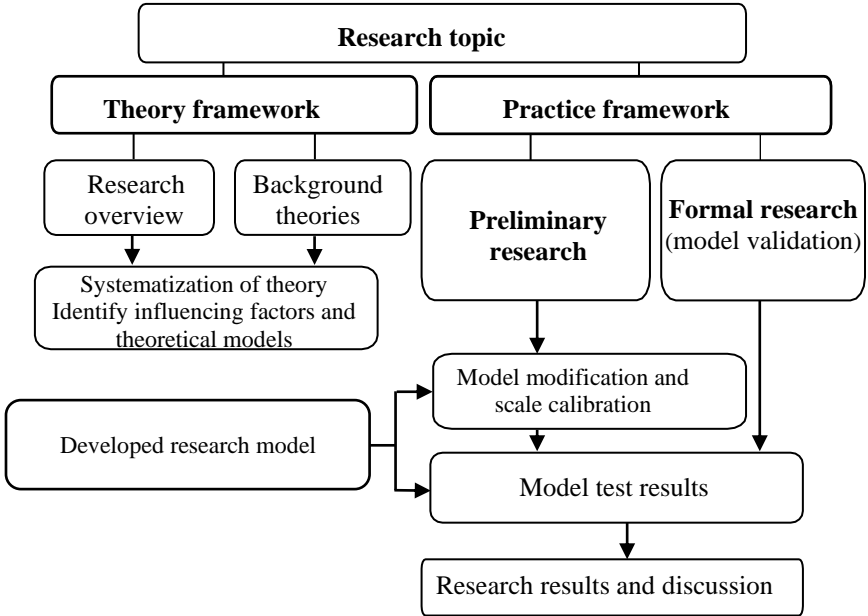 Research topic
Theory framework
Practice framework
Research
overview
Background
theories
Preliminary
research
Formal research
(model validation)
Systematization of theory
Identify influencing factors and
theoretical models
Model modification and
scale calibration
Developed research model
Model test results
Research results and discussion